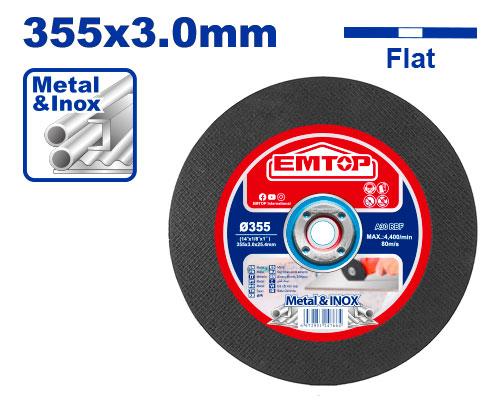 355x3.0mm
Flat
Metal
&Inox
EMTOP
EMTOP International
Ø355
(14"x1/8"x1")
355x3.0x25.4mm
A30 RBF
MAX.:4,400/min
80m/s
Metal & INOX